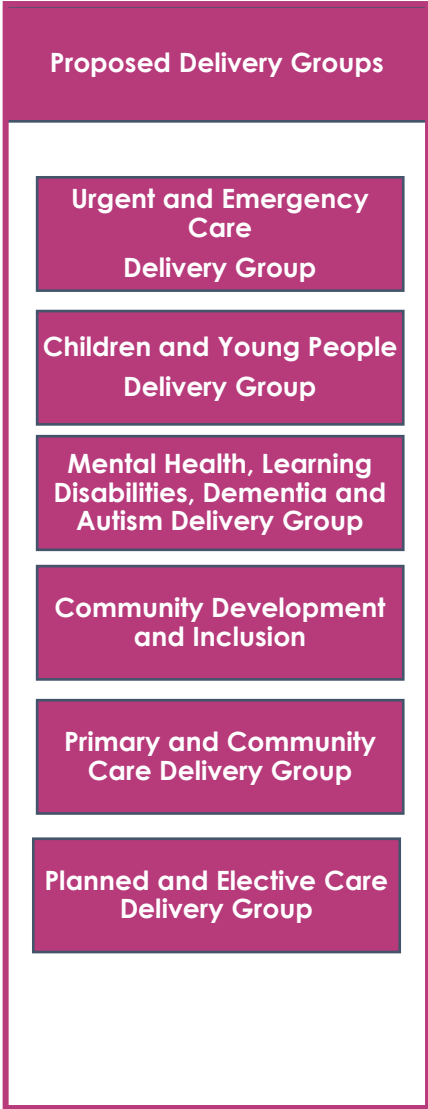 Proposed Delivery Groups
Urgent and Emergency
Care
Delivery Group
Children and Young People
Delivery Group
Mental Health, Learning
Disabilities, Dementia and
Autism Delivery Group
Community Development
and Inclusion
Primary and Community
Care Delivery Group
Planned and Elective Care
Delivery Group